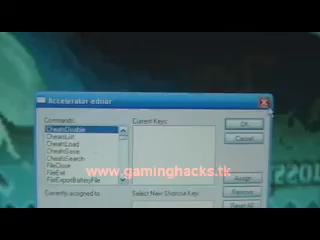 Accelerator editor
Commands:
Current Keys:
OK
CheatsDisable
CheatsList
Cancel
CheatsLoad
CheatsSave
CheatsSearch
FileClose
FileExit
www.gaminghacks.tk
Assign
FileExportBatteryFile
Remove
Currently assigned to
Select New Shortcut Key:
Reset All